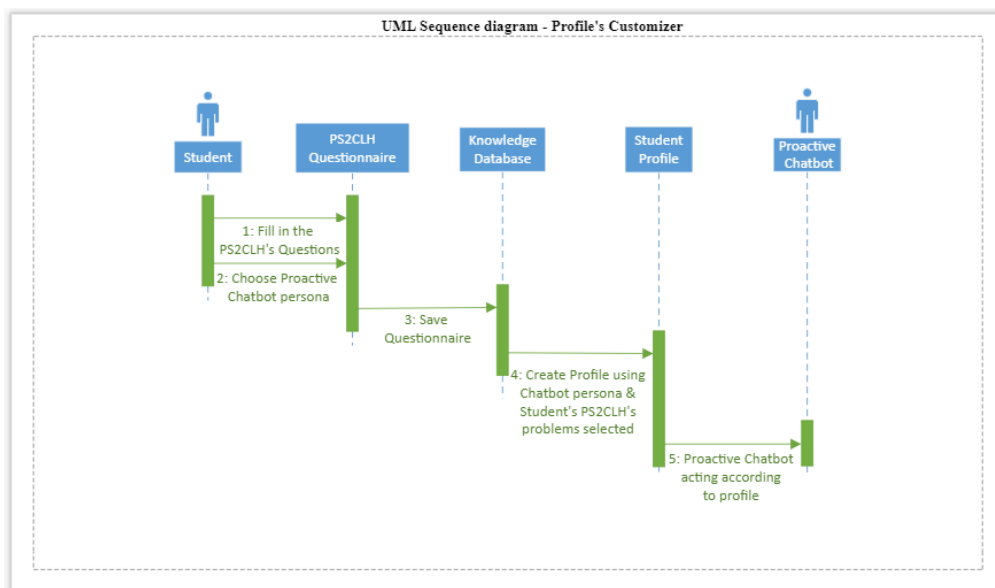 UML Sequence diagram - Profile's Customizer
Student
PS2CLH
Questionnaire
Knowledge
Database
Student
Profile
Proactive
Chatbot
1: Fill in the
PS2CLH's Questions
2: Choose Proactive
Chatbot persona
3: Save
Questionnaire
4: Create Profile using
Chatbot persona &
Student's PS2CLH's
problems selected
5: Proactive Chatbot
acting according
to profile